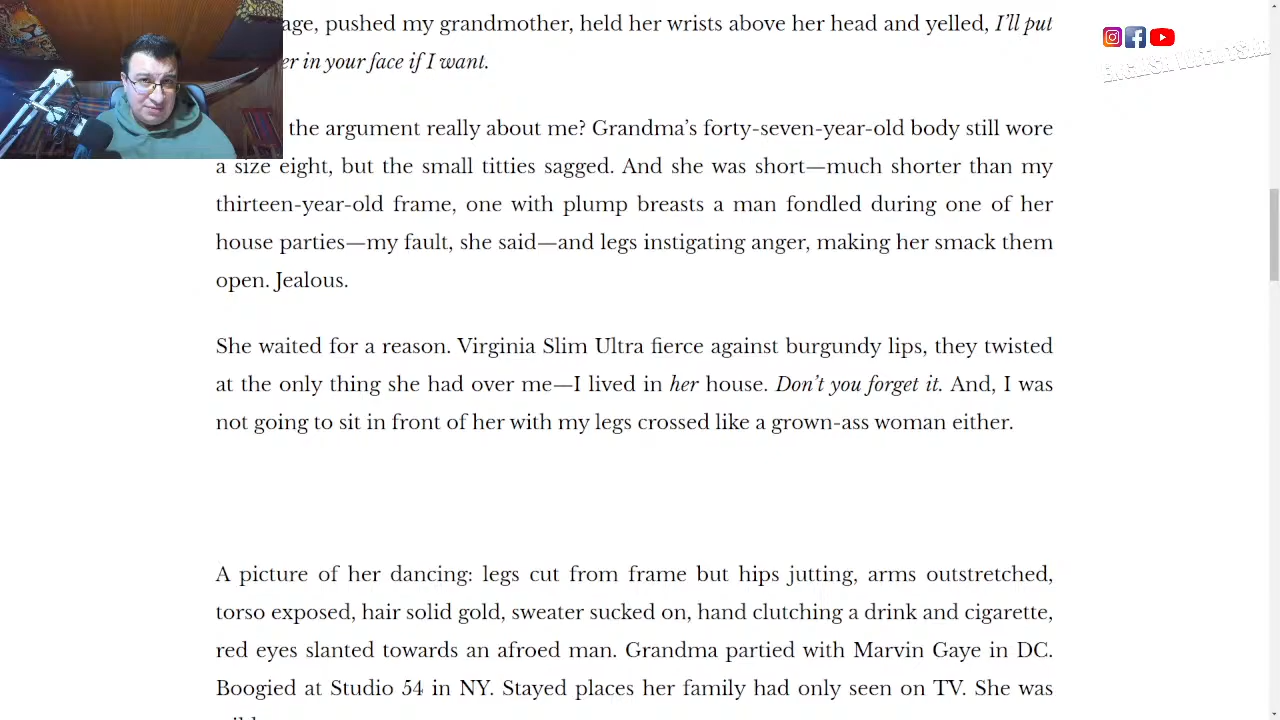 age, pushed my grandmother, held her wrists above her head and yelled, I’ll put
in your face if I want.
the argument really about me? Grandma’s forty-seven-year-old body still wore
a size eight, but the small titties sagged. And she was short—much shorter than my
thirteen-year-old frame, one with plump breasts a man fondled during one of her
house parties—my fault, she said—and legs instigating anger, making her smack them
open. Jealous.
She waited for a reason. Virginia Slim Ultra fierce against burgundy lips, they twisted
at the only thing she had over me—I lived in her house. Don’t you forget it. And, I was
not going to sit in front of her with my legs crossed like a grown-ass woman either.
A picture of her dancing: legs cut from frame but hips jutting, arms outstretched,
torso exposed, hair solid gold, sweater sucked on, hand clutching a drink and cigarette,
red eyes slanted towards an afroed man. Grandma partied with Marvin Gaye in DC.
Boogied at Studio 54 in NY. Stayed places her family had only seen on TV. She was
ENGLISH WITH